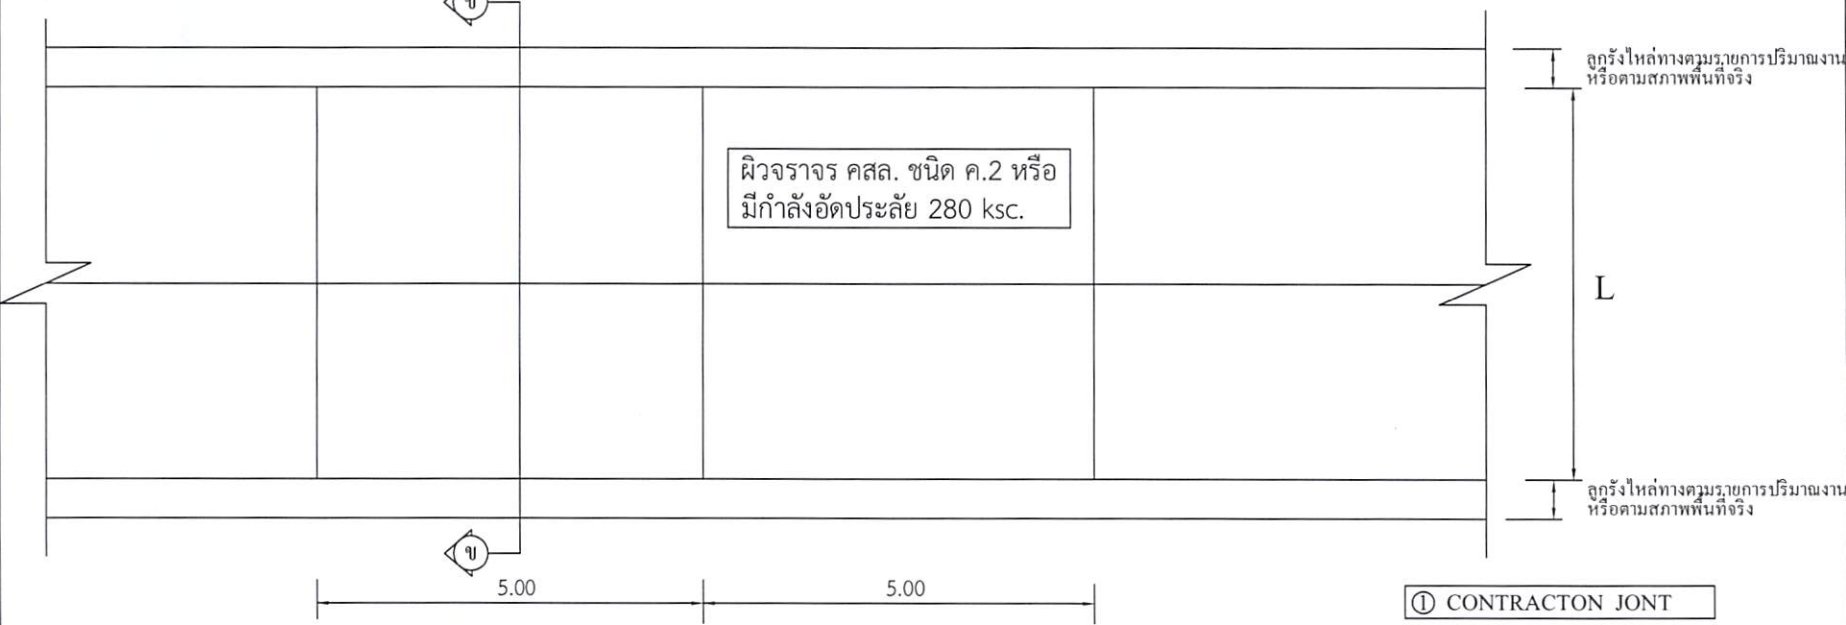 ข
ลูกรังไหล่ทางตามรายการปริมาณงาน
หรือตามสภาพพื้นที่จริง
ผิวจราจร คสล. ชนิด ค.2 หรือ
มีกำลังอัดประลัย 280 ksc.
L
ลูกรังไหล่ทางตามรายการปริมาณงาน
หรือตามสภาพพื้นที่จริง
ข
5.00 5.00
① CONTRACTON JONT